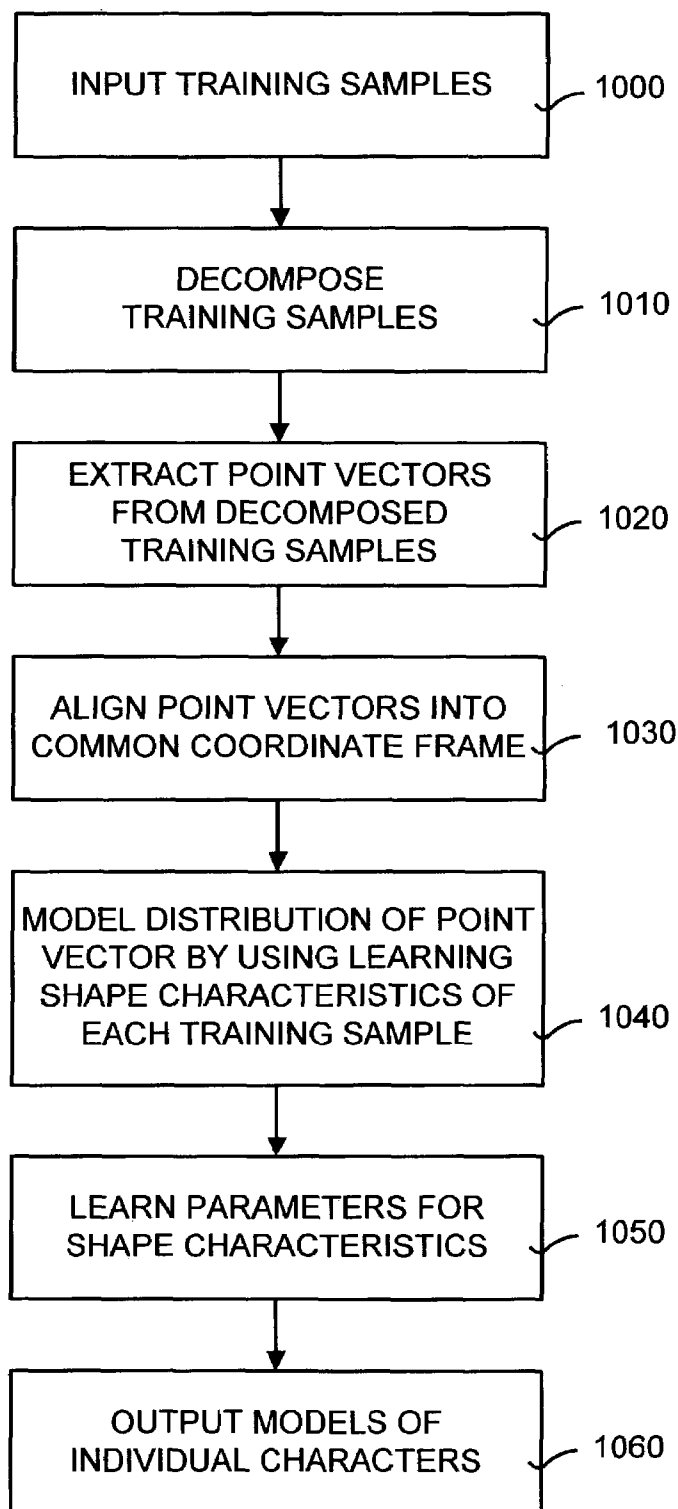 INPUT TRAINING SAMPLES
1000
DECOMPOSE
TRAINING SAMPLES
1010
EXTRACT POINT VECTORS
FROM DECOMPOSED
TRAINING SAMPLES
1020
ALIGN POINT VECTORS INTO
COMMON COORDINATE FRAME
1030
MODEL DISTRIBUTION OF POINT
VECTOR BY USING LEARNING
SHAPE CHARACTERISTICS OF
EACH TRAINING SAMPLE
1040
LEARN PARAMETERS FOR
SHAPE CHARACTERISTICS
1050
OUTPUT MODELS OF
INDIVIDUAL CHARACTERS
1060